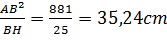 AB²/BH = 881/25 = 35,24cm